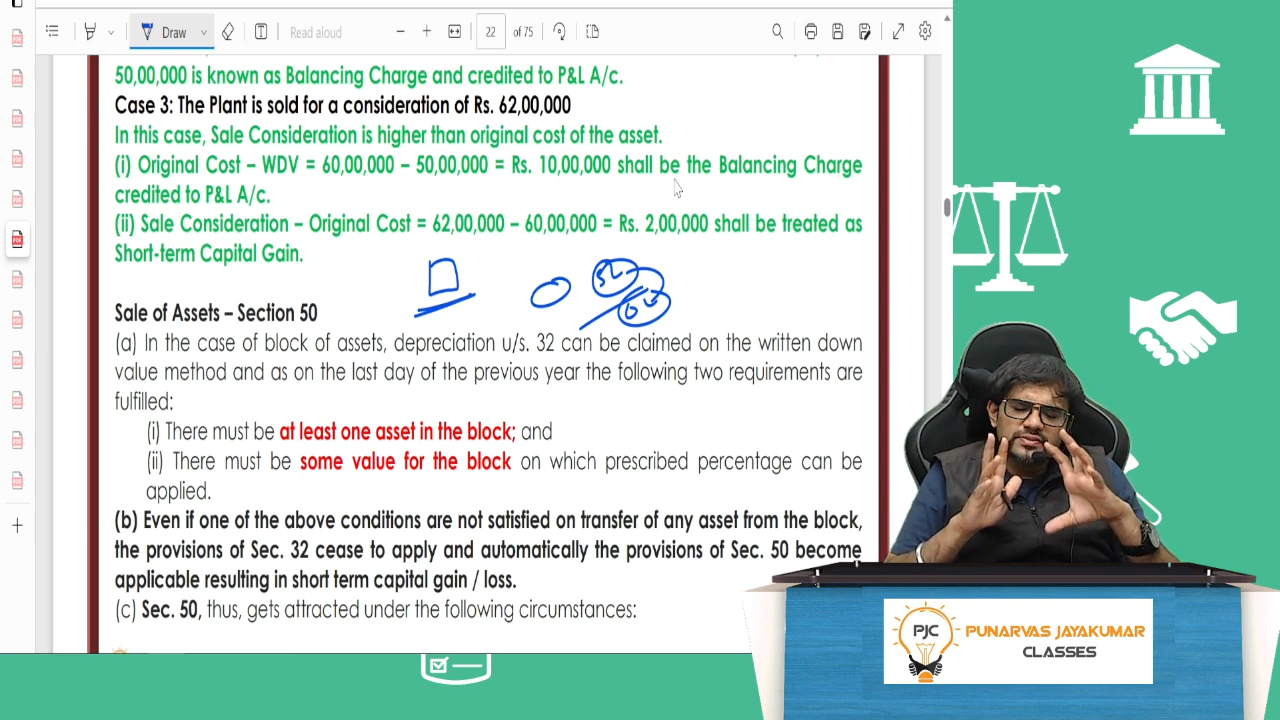 Draw
Read aloud
22
of 75
50,00,000 is known as Balancing Charge and credited to P&L A/c.
Case 3: The Plant is sold for a consideration of Rs. 62,00,000
In this case, Sale Consideration is higher than original cost of the asset.
(i) Original Cost – WDV = 60,00,000 – 50,00,000 = Rs. 10,00,000 shall be the Balancing Charge
credited to P&L A/c.
(ii) Sale Consideration – Original Cost = 62,00,000 – 60,00,000 = Rs. 2,00,000 shall be treated as
Short-term Capital Gain.
Sale of Assets – Section 50
(a) In the case of block of assets, depreciation u/s. 32 can be claimed on the written down
value method and as on the last day of the previous year the following two requirements are
fulfilled:
(i) There must be at least one asset in the block; and
(ii) There must be some value for the block on which prescribed percentage can be
applied.
(b) Even if one of the above conditions are not satisfied on transfer of any asset from the block,
the provisions of Sec. 32 cease to apply and automatically the provisions of Sec. 50 become
applicable resulting in short term capital gain / loss.
(c) Sec. 50, thus, gets attracted under the following circumstances:
PJC
PUNARVAS JAYAKUMAR
CLASSES